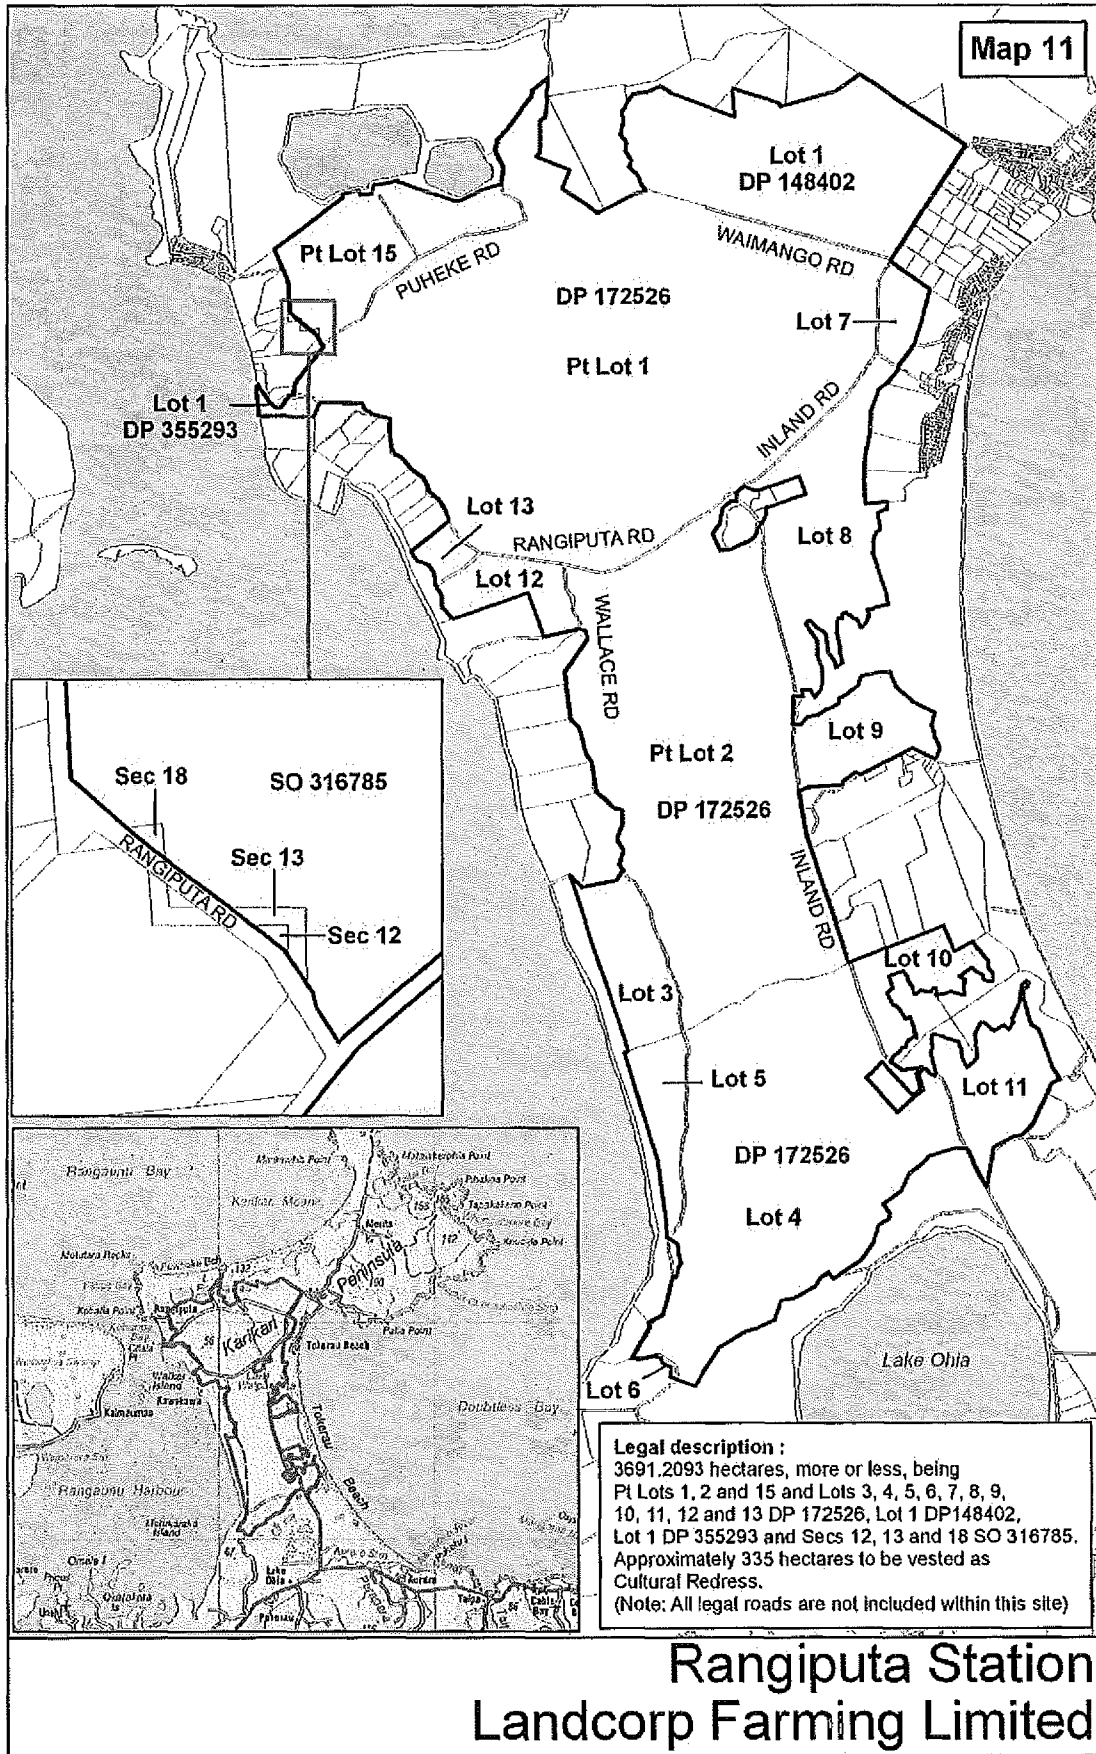 Map 11
Lot 1
DP 148402
Pt Lot 15
PUHEKE RD
WAIMANGO RD
DP 172526
Lot 7
Pt Lot 1
Lot 1
DP 355293
INLAND RD
Lot 13
RANGIPUTA RD
Lot 8
Lot 12
WALLACE RD
Lot 9
Pt Lot 2
DP 172526
INLAND RD
Sec 18
SO 316785
RANGIPUTA RD
Sec 13
Sec 12
Lot 10
Lot 3
Lot 5
Lot 11
DP 172526
Lot 4
Lake Ohia
Lot 6
Rangaunu Bay
Karikari
Peninsula
Tokerau Beach
Doubtless Bay
Rangaunu Harbour
Tokerau
Beach
Lake
Ohia
Legal description :
3691.2093 hectares, more or less, being
Pt Lots 1, 2 and 15 and Lots 3, 4, 5, 6, 7, 8, 9,
10, 11, 12 and 13 DP 172526, Lot 1 DP148402,
Lot 1 DP 355293 and Secs 12, 13 and 18 SO 316785.
Approximately 335 hectares to be vested as
Cultural Redress.
(Note: All legal roads are not included within this site)
Rangiputa Station
Landcorp Farming Limited